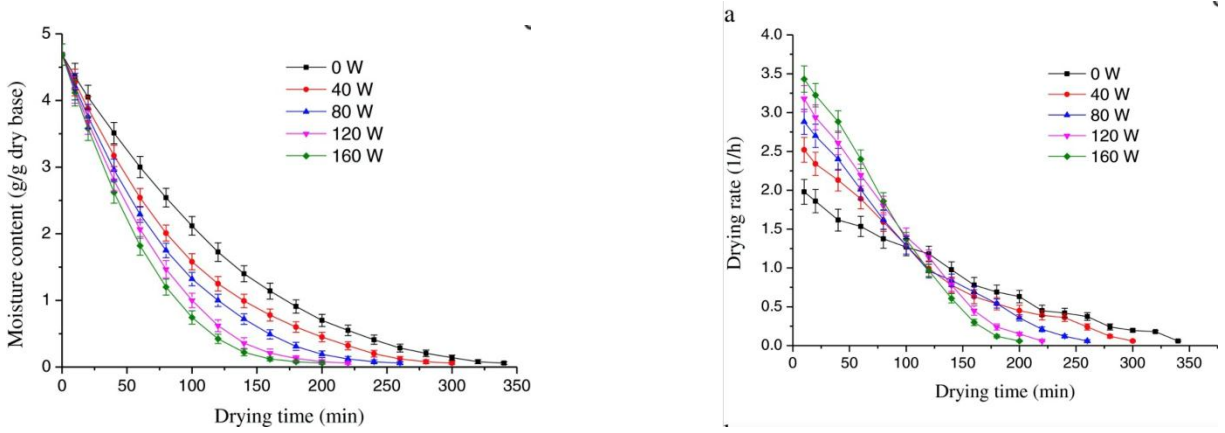 5
4
3
2
1
0
0 50 100 150 200 250 300 350
Moisture content (g/g dry base)
Drying time (min)
0 W
40 W
80 W
120 W
160 W
a
4.0
3.5
3.0
2.5
2.0
1.5
1.0
0.5
0.0
0 50 100 150 200 250 300 350
Drying rate (1/h)
Drying time (min)
0 W
40 W
80 W
120 W
160 W